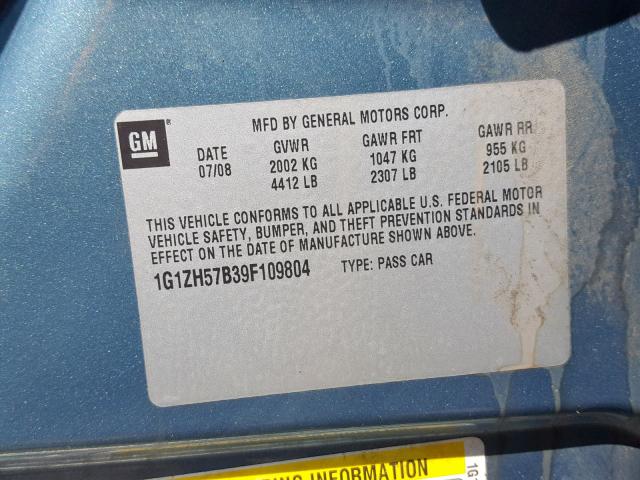 GM ®
MFD BY GENERAL MOTORS CORP.
DATE GVWR GAWR FRT GAWR RR
07/08 2002 KG 1047 KG 955 KG
4412 LB 2307 LB 2105 LB
THIS VEHICLE CONFORMS TO ALL APPLICABLE U.S. FEDERAL MOTOR
VEHICLE SAFETY, BUMPER, AND THEFT PREVENTION STANDARDS IN
EFFECT ON THE DATE OF MANUFACTURE SHOWN ABOVE.
1G1ZH57B39F109804 TYPE: PASS CAR
INFORMATION